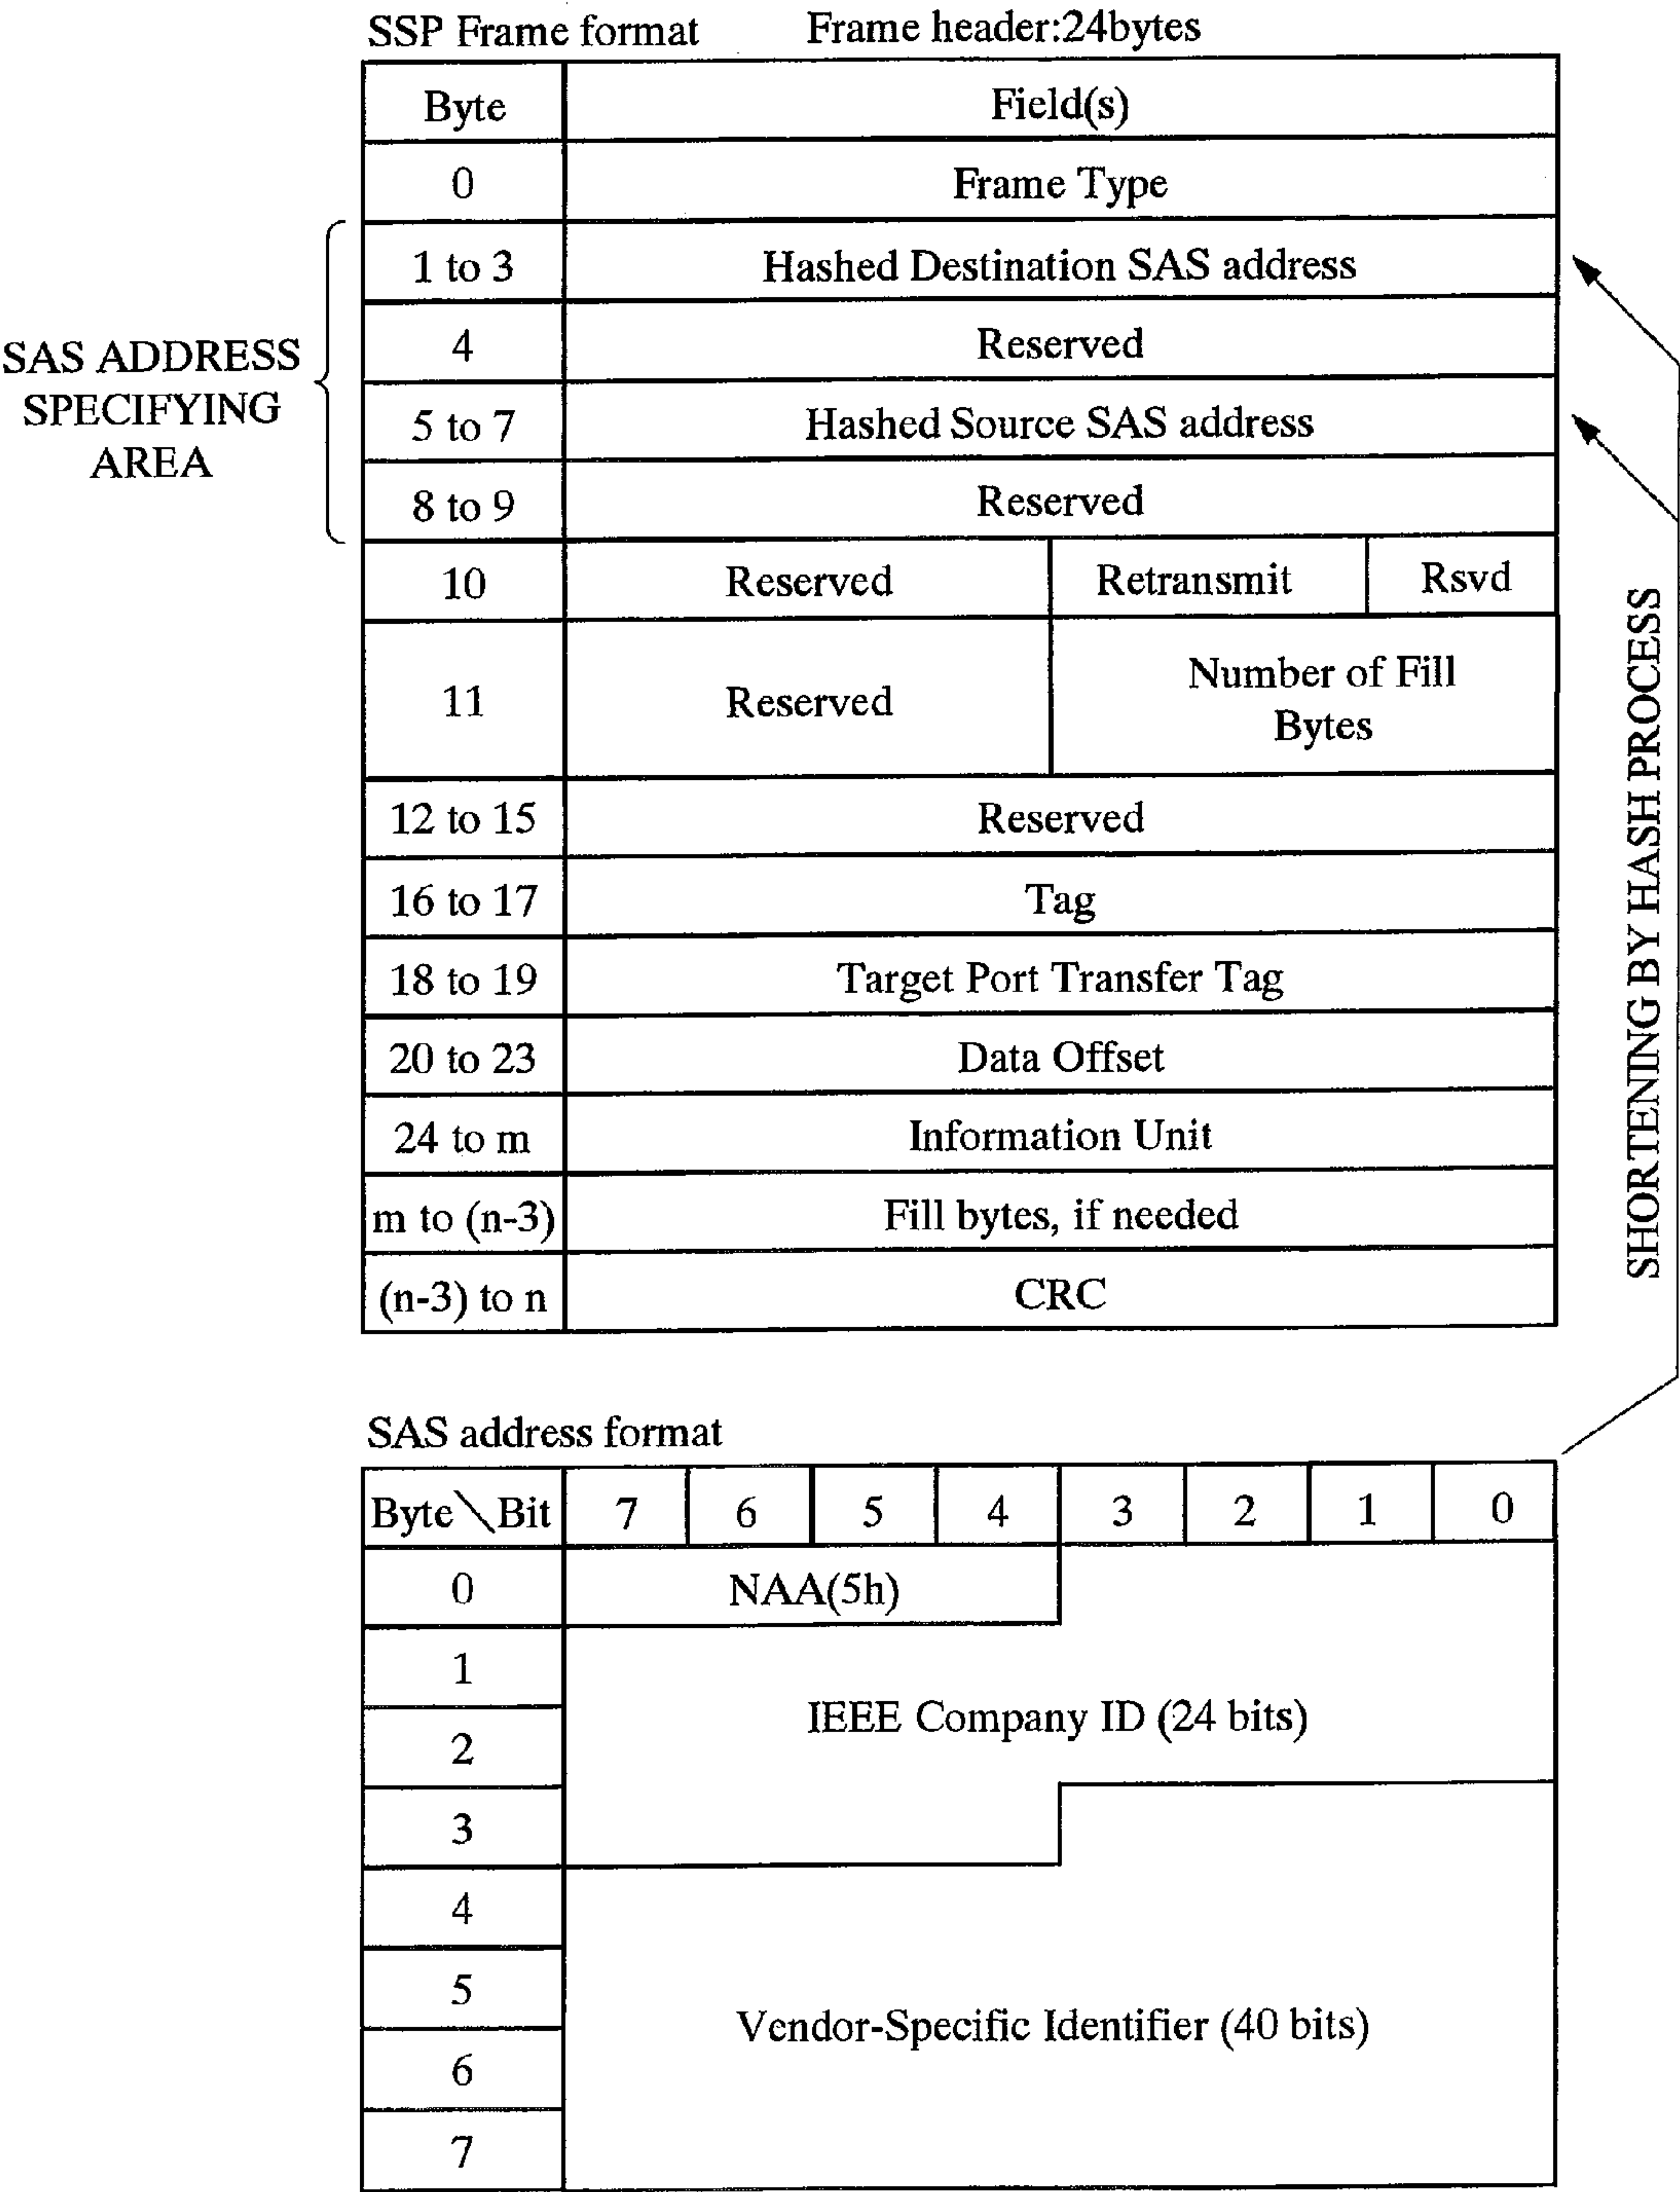 SSP Frame format Frame header:24bytes
Byte Field(s)
0 Frame Type
1 to 3 Hashed Destination SAS address
4 Reserved
5 to 7 Hashed Source SAS address
8 to 9 Reserved
SAS ADDRESS
SPECIFYING
AREA
10 Reserved Retransmit Rsvd
11 Reserved Number of Fill
Bytes
12 to 15 Reserved
16 to 17 Tag
18 to 19 Target Port Transfer Tag
20 to 23 Data Offset
24 to m Information Unit
m to (n-3) Fill bytes, if needed
(n-3) to n CRC
SHORTENING BY HASH PROCESS
SAS address format
Byte\Bit 7 6 5 4 3 2 1 0
0 NAA(5h)
1
IEEE Company ID (24 bits)
2
3
4
5
Vendor-Specific Identifier (40 bits)
6
7